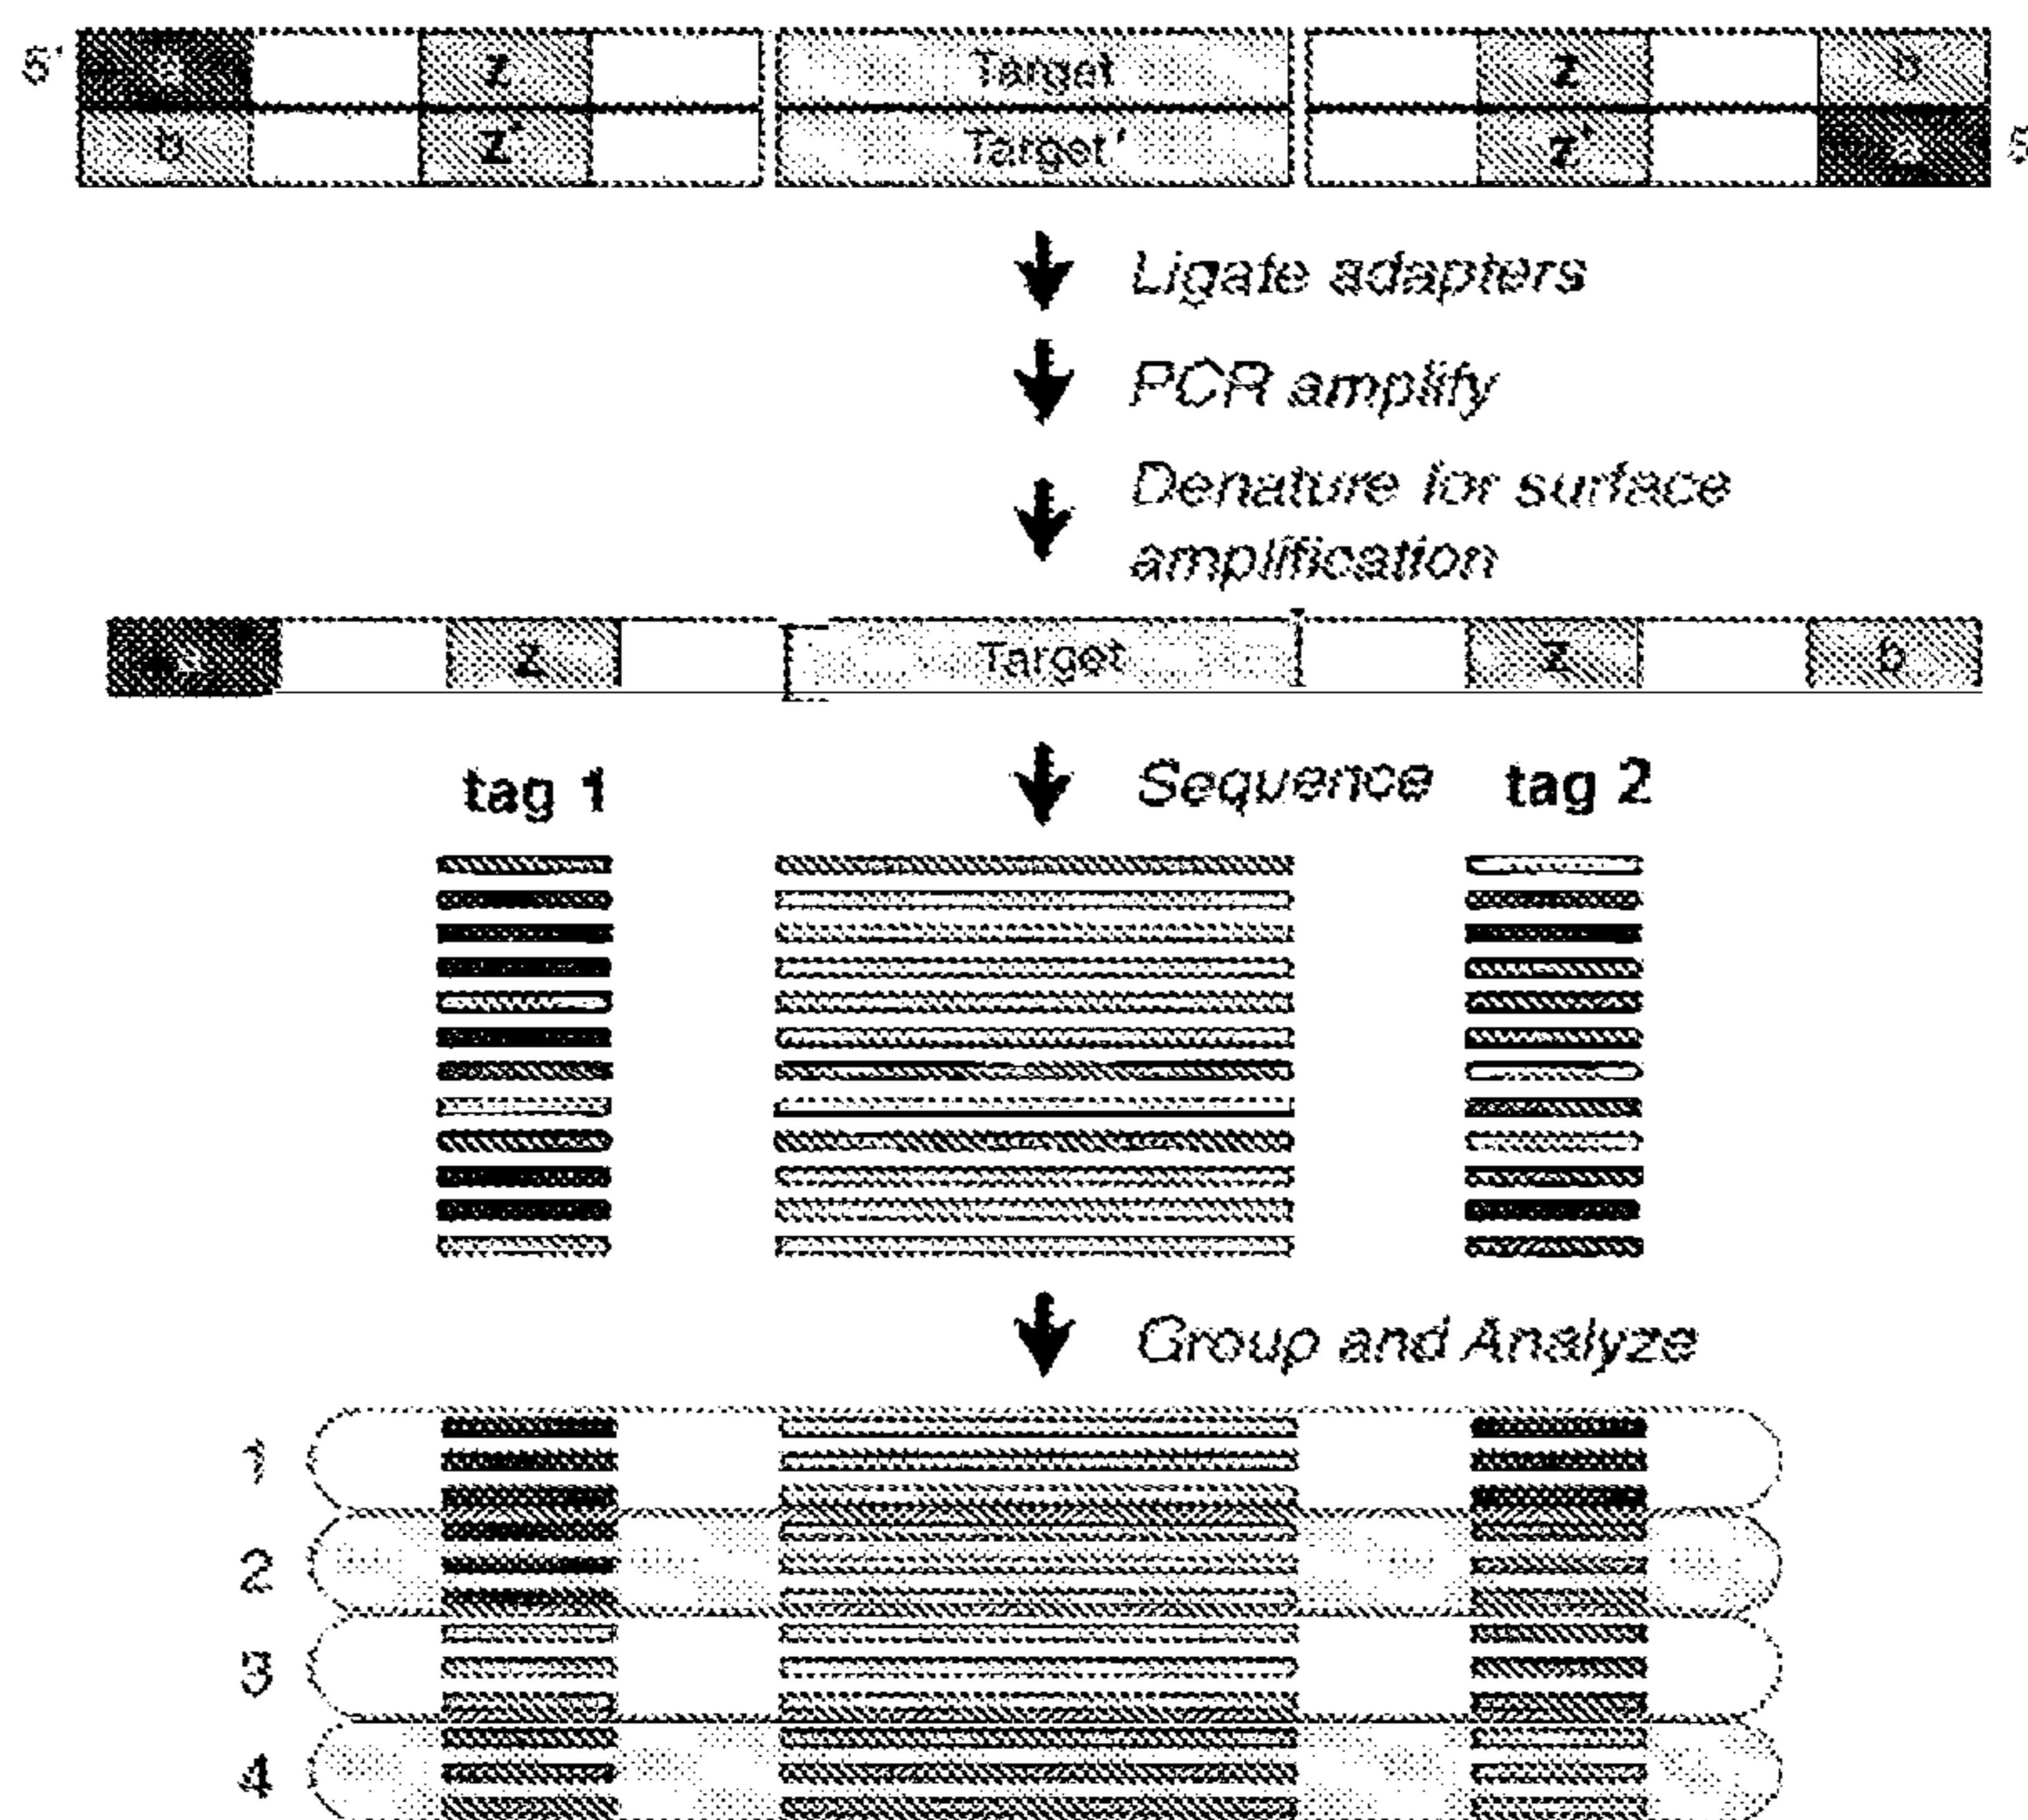 5' a z Target z b
b z' Target' z' a 5'
Ligate adapters
PCR amplify
Denature for surface
amplification
a z Target z b
tag 1 Sequence tag 2
Group and Analyze
1
2
3
4